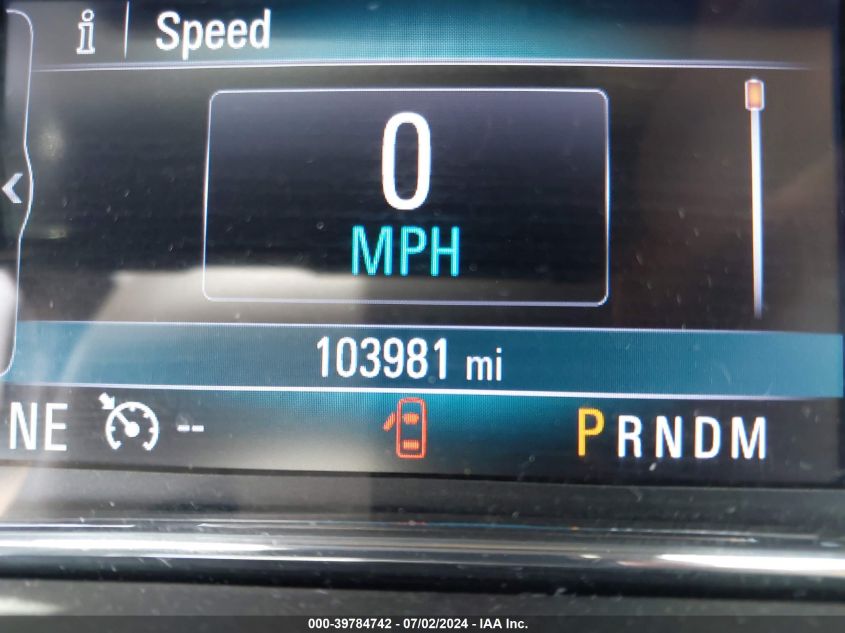 i Speed
0
MPH
103981 mi
NE -- PRNDM
000-39784742 - 07/02/2024 - IAA Inc.